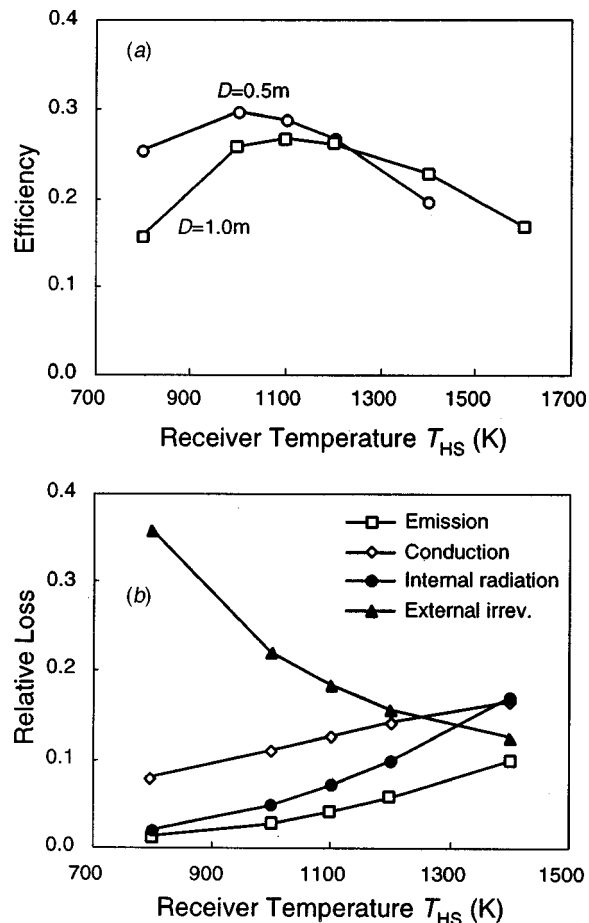 (a)
0.4
0.3
0.2
0.1
0.0
D=0.5m
D=1.0m
Efficiency
700 900 1100 1300 1500 1700
Receiver Temperature T_HS (K)
(b)
0.4
0.3
0.2
0.1
0.0
Emission
Conduction
Internal radiation
External irrev.
Relative Loss
700 900 1100 1300 1500
Receiver Temperature T_HS (K)